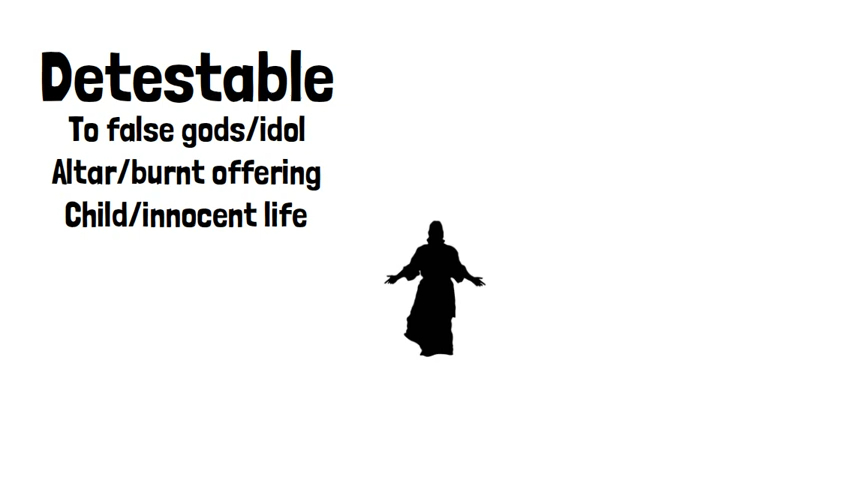 Detestable
To false gods/idol
Altar/burnt offering
Child/innocent life